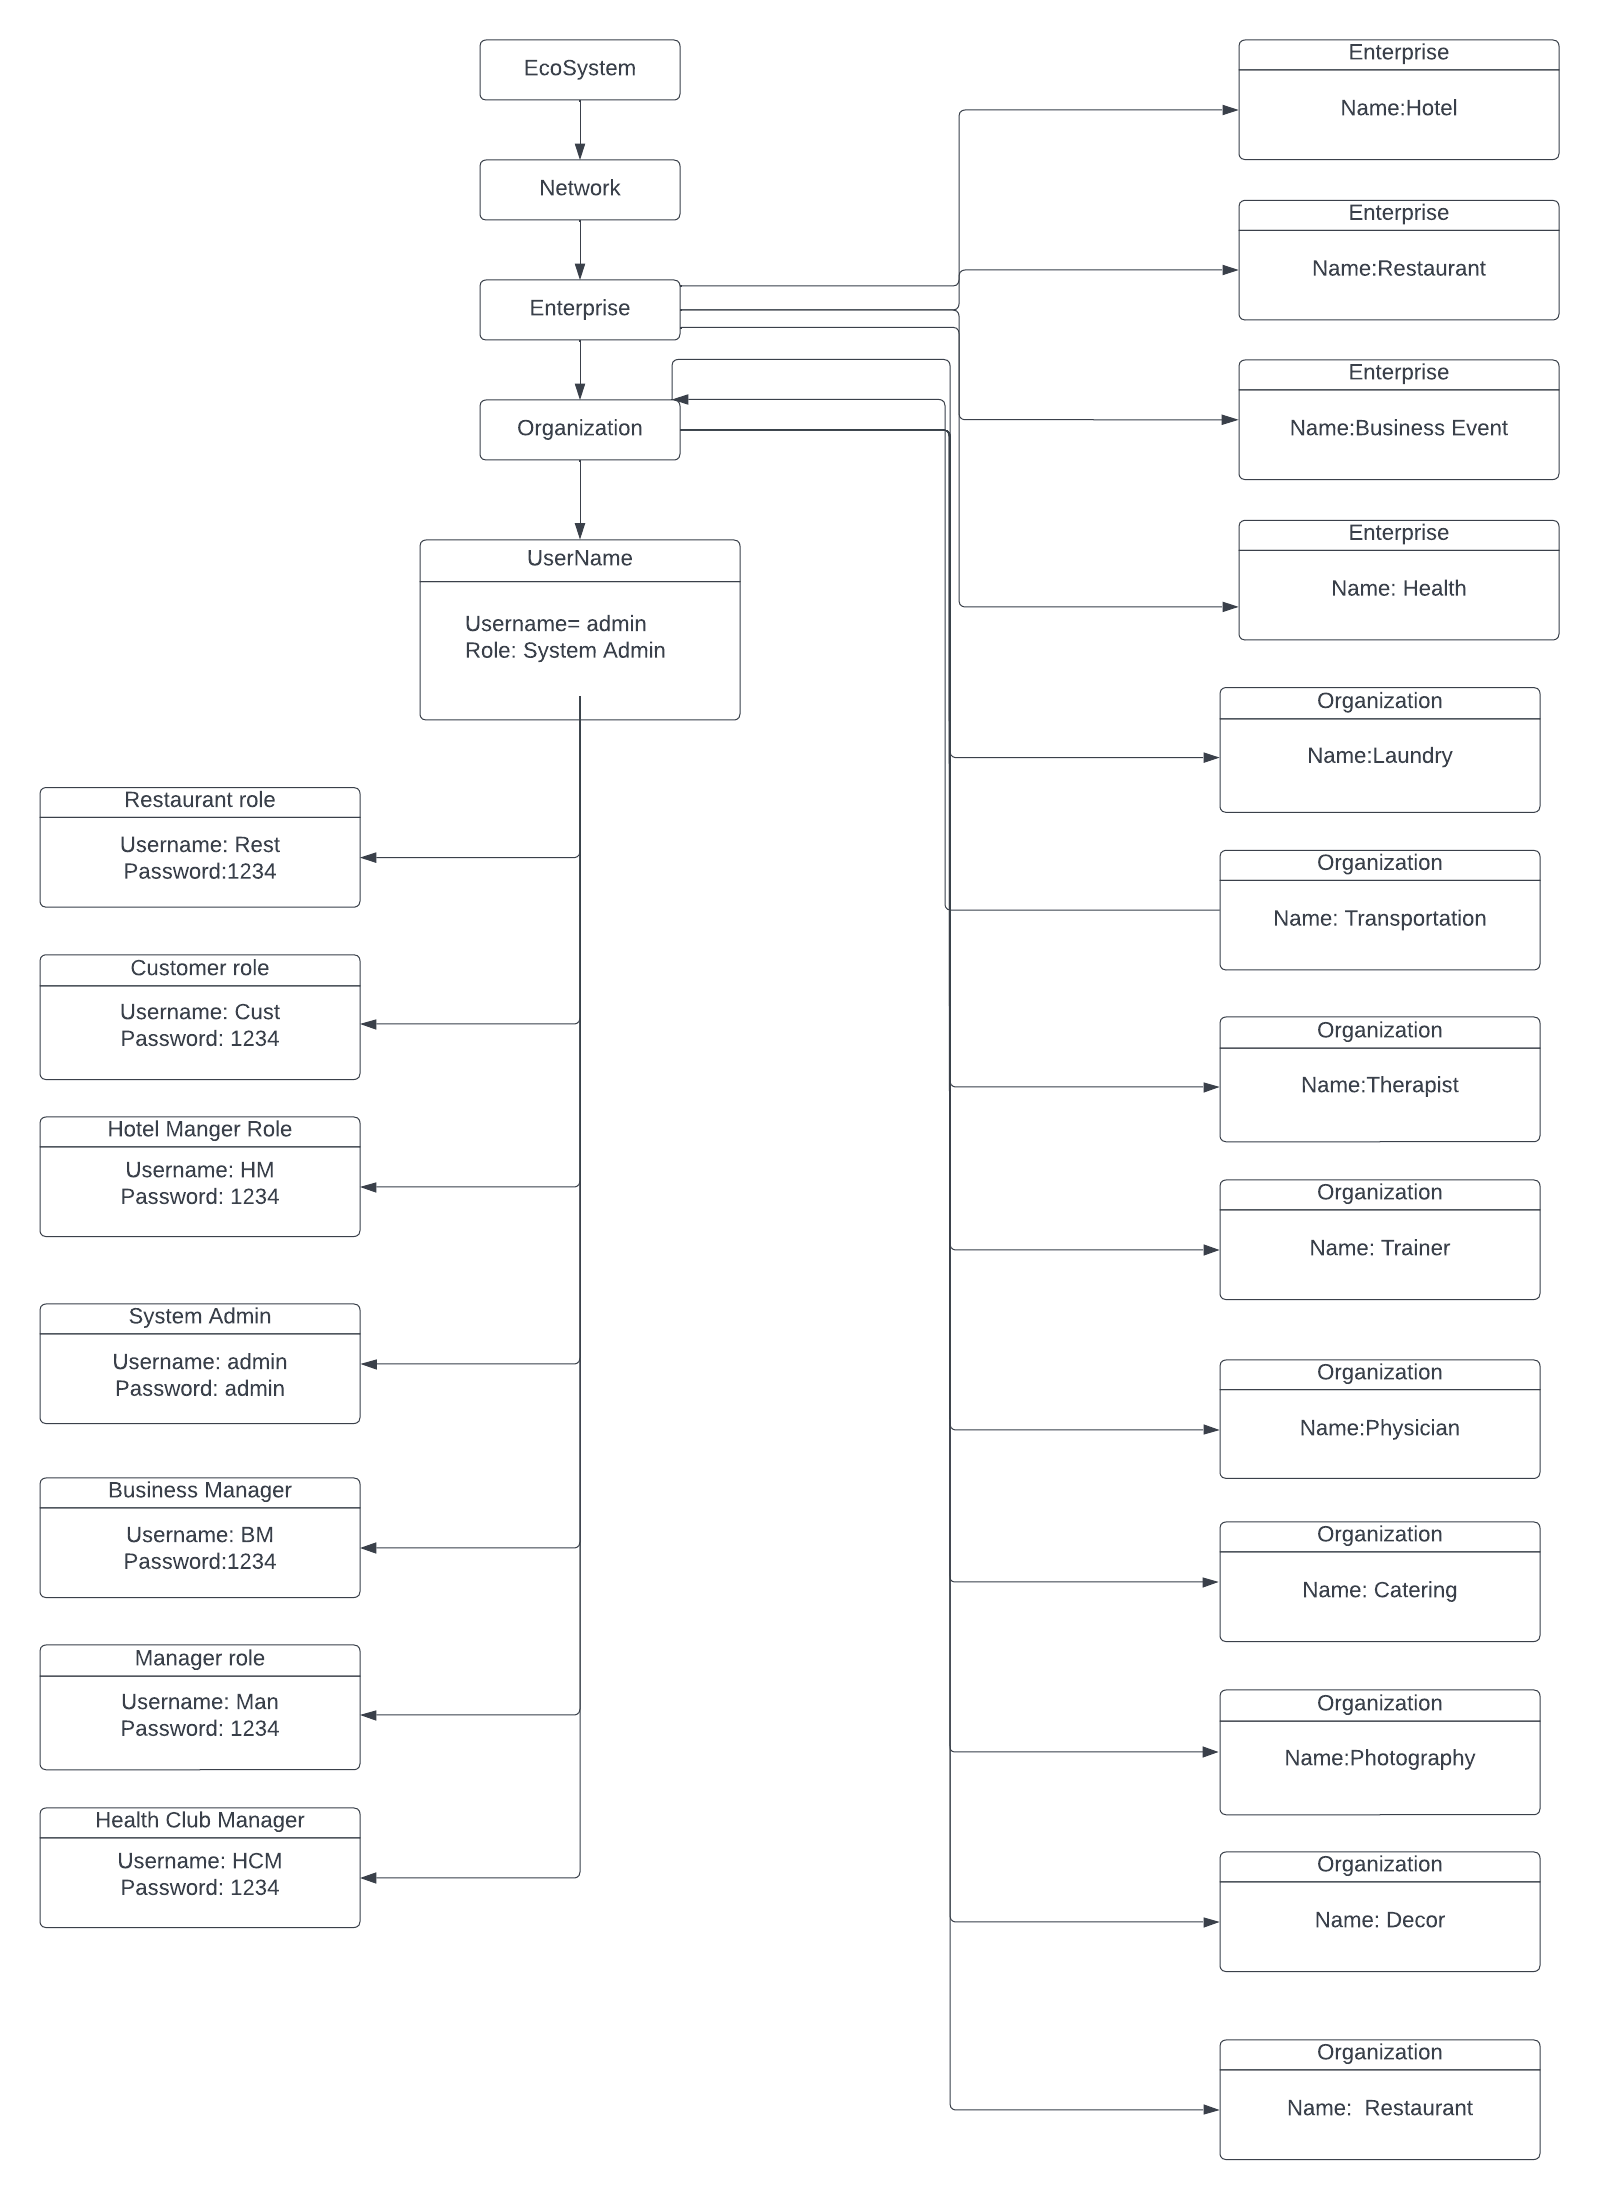 EcoSystem
Network
Enterprise
Organization
UserName
Username= admin
Role: System Admin
Restaurant role
Username: Rest
Password:1234
Customer role
Username: Cust
Password: 1234
Hotel Manger Role
Username: HM
Password: 1234
System Admin
Username: admin
Password: admin
Business Manager
Username: BM
Password:1234
Manager role
Username: Man
Password: 1234
Health Club Manager
Username: HCM
Password: 1234
Enterprise
Name:Hotel
Enterprise
Name:Restaurant
Enterprise
Name:Business Event
Enterprise
Name: Health
Organization
Name:Laundry
Organization
Name: Transportation
Organization
Name:Therapist
Organization
Name: Trainer
Organization
Name:Physician
Organization
Name: Catering
Organization
Name:Photography
Organization
Name: Decor
Organization
Name:  Restaurant